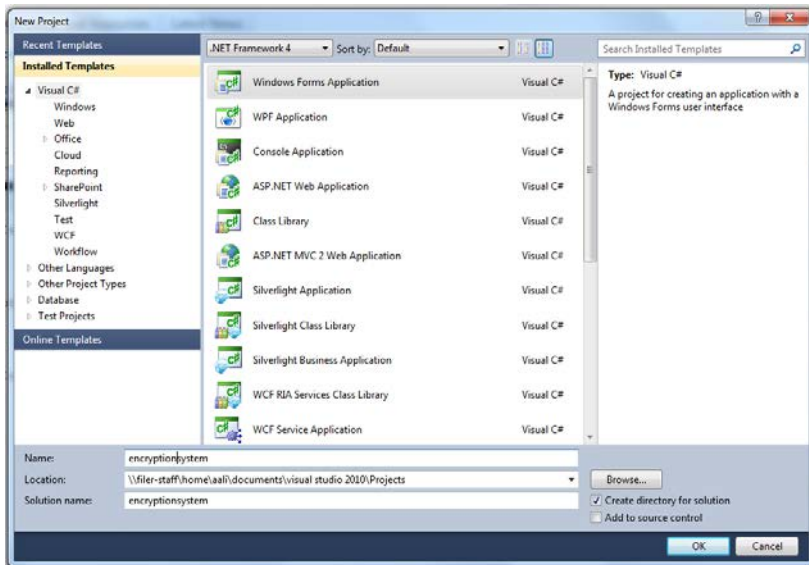 New Project
Recent Templates
.NET Framework 4 Sort by: Default
Search Installed Templates
Installed Templates
Visual C#
Windows
Web
Office
Cloud
Reporting
SharePoint
Silverlight
Test
WCF
Workflow
Other Languages
Other Project Types
Database
Test Projects
Online Templates
Windows Forms Application Visual C#
WPF Application Visual C#
Console Application Visual C#
ASP.NET Web Application Visual C#
Class Library Visual C#
ASP.NET MVC 2 Web Application Visual C#
Silverlight Application Visual C#
Silverlight Class Library Visual C#
Silverlight Business Application Visual C#
WCF RIA Services Class Library Visual C#
WCF Service Application Visual C#
Type: Visual C#
A project for creating an application with a
Windows Forms user interface
Name: encryptionsystem
Location: \\filer-staff\home\aali\documents\visual studio 2010\Projects
Browse...
Solution name: encryptionsystem
Create directory for solution
Add to source control
OK Cancel